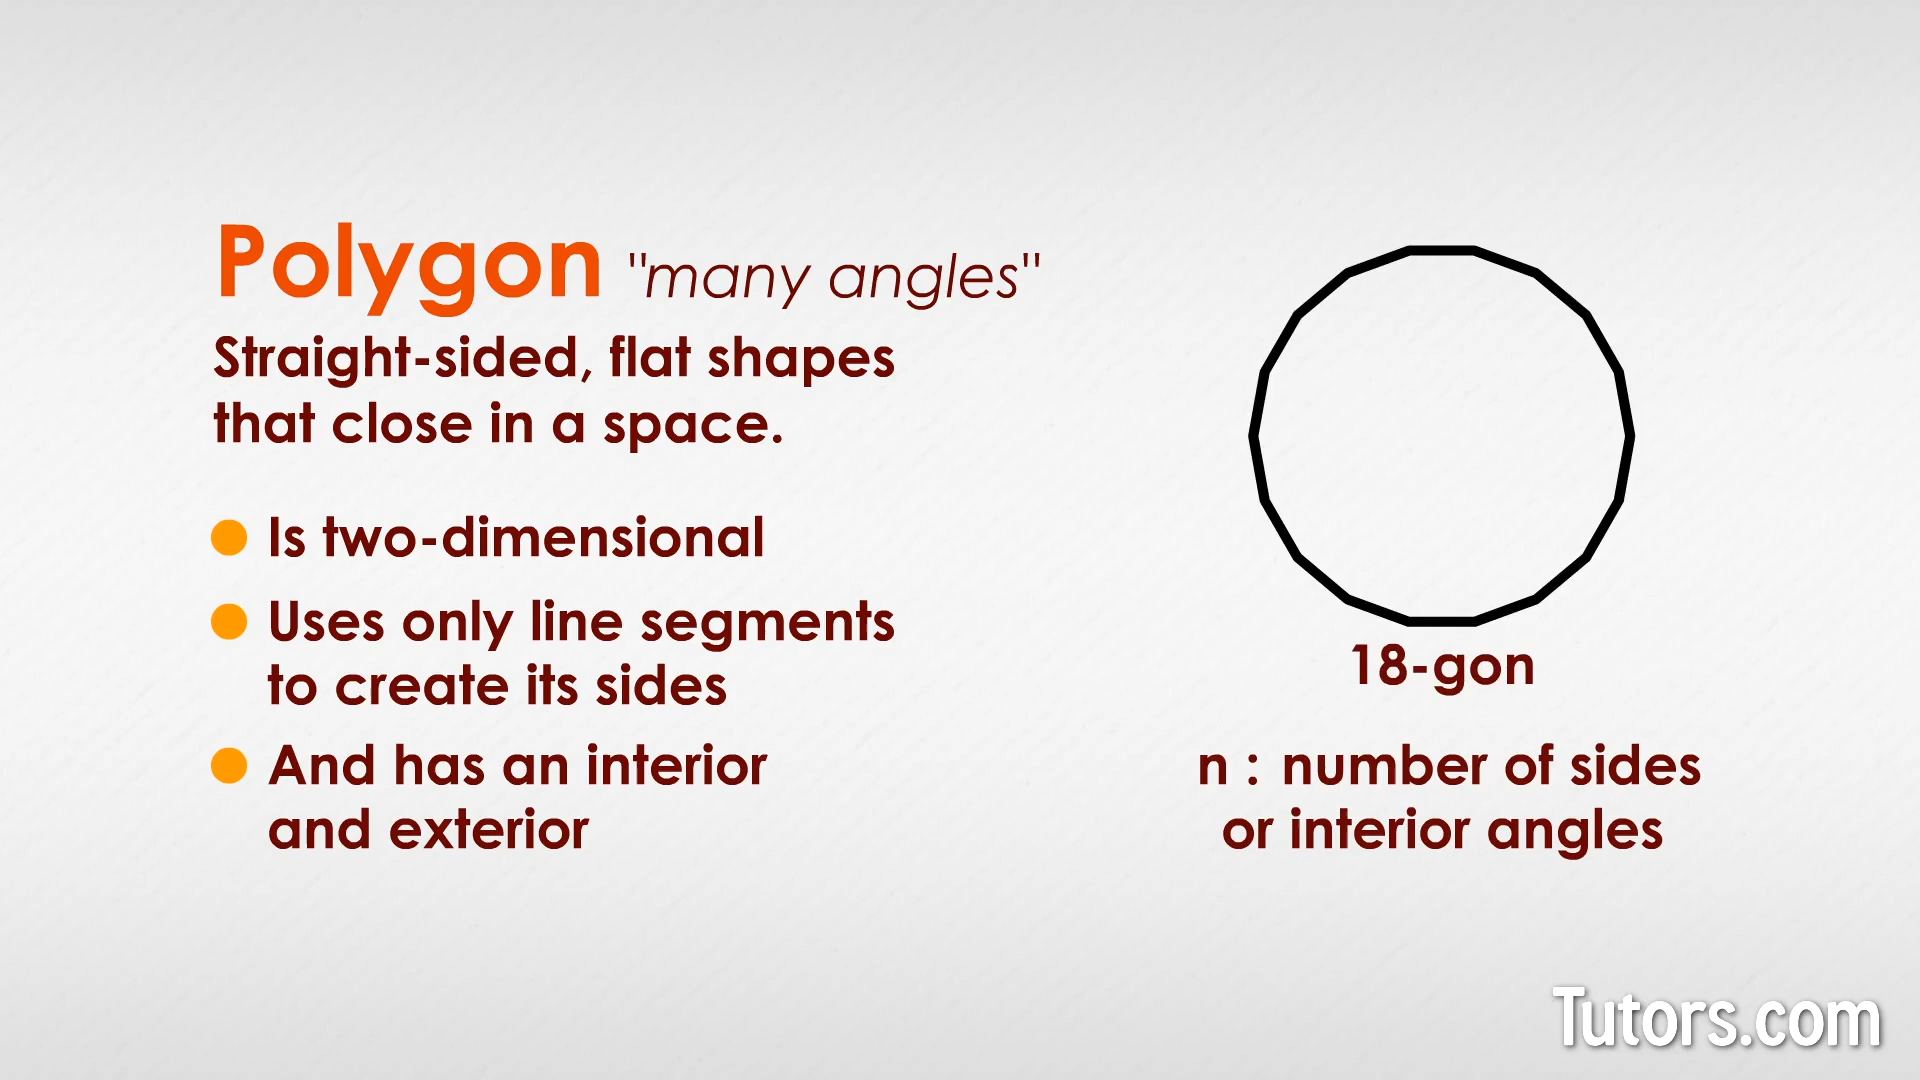 Polygon "many angles"
Straight-sided, flat shapes
that close in a space.
Is two-dimensional
Uses only line segments
to create its sides
And has an interior
and exterior
18-gon
n : number of sides
or interior angles
Tutors.com